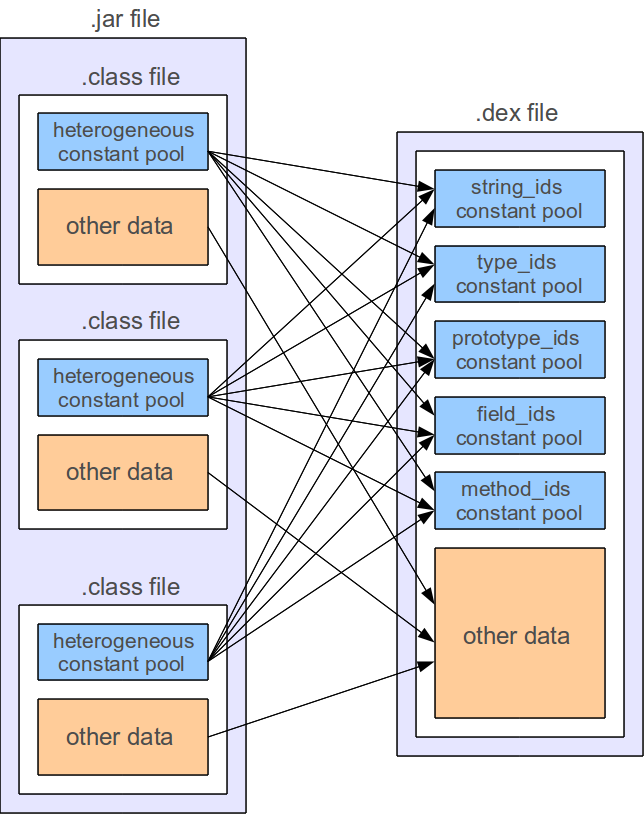 .jar file
.class file
heterogeneous
constant pool
other data
.class file
heterogeneous
constant pool
other data
.class file
heterogeneous
constant pool
other data
.dex file
string_ids
constant pool
type_ids
constant pool
prototype_ids
constant pool
field_ids
constant pool
method_ids
constant pool
other data